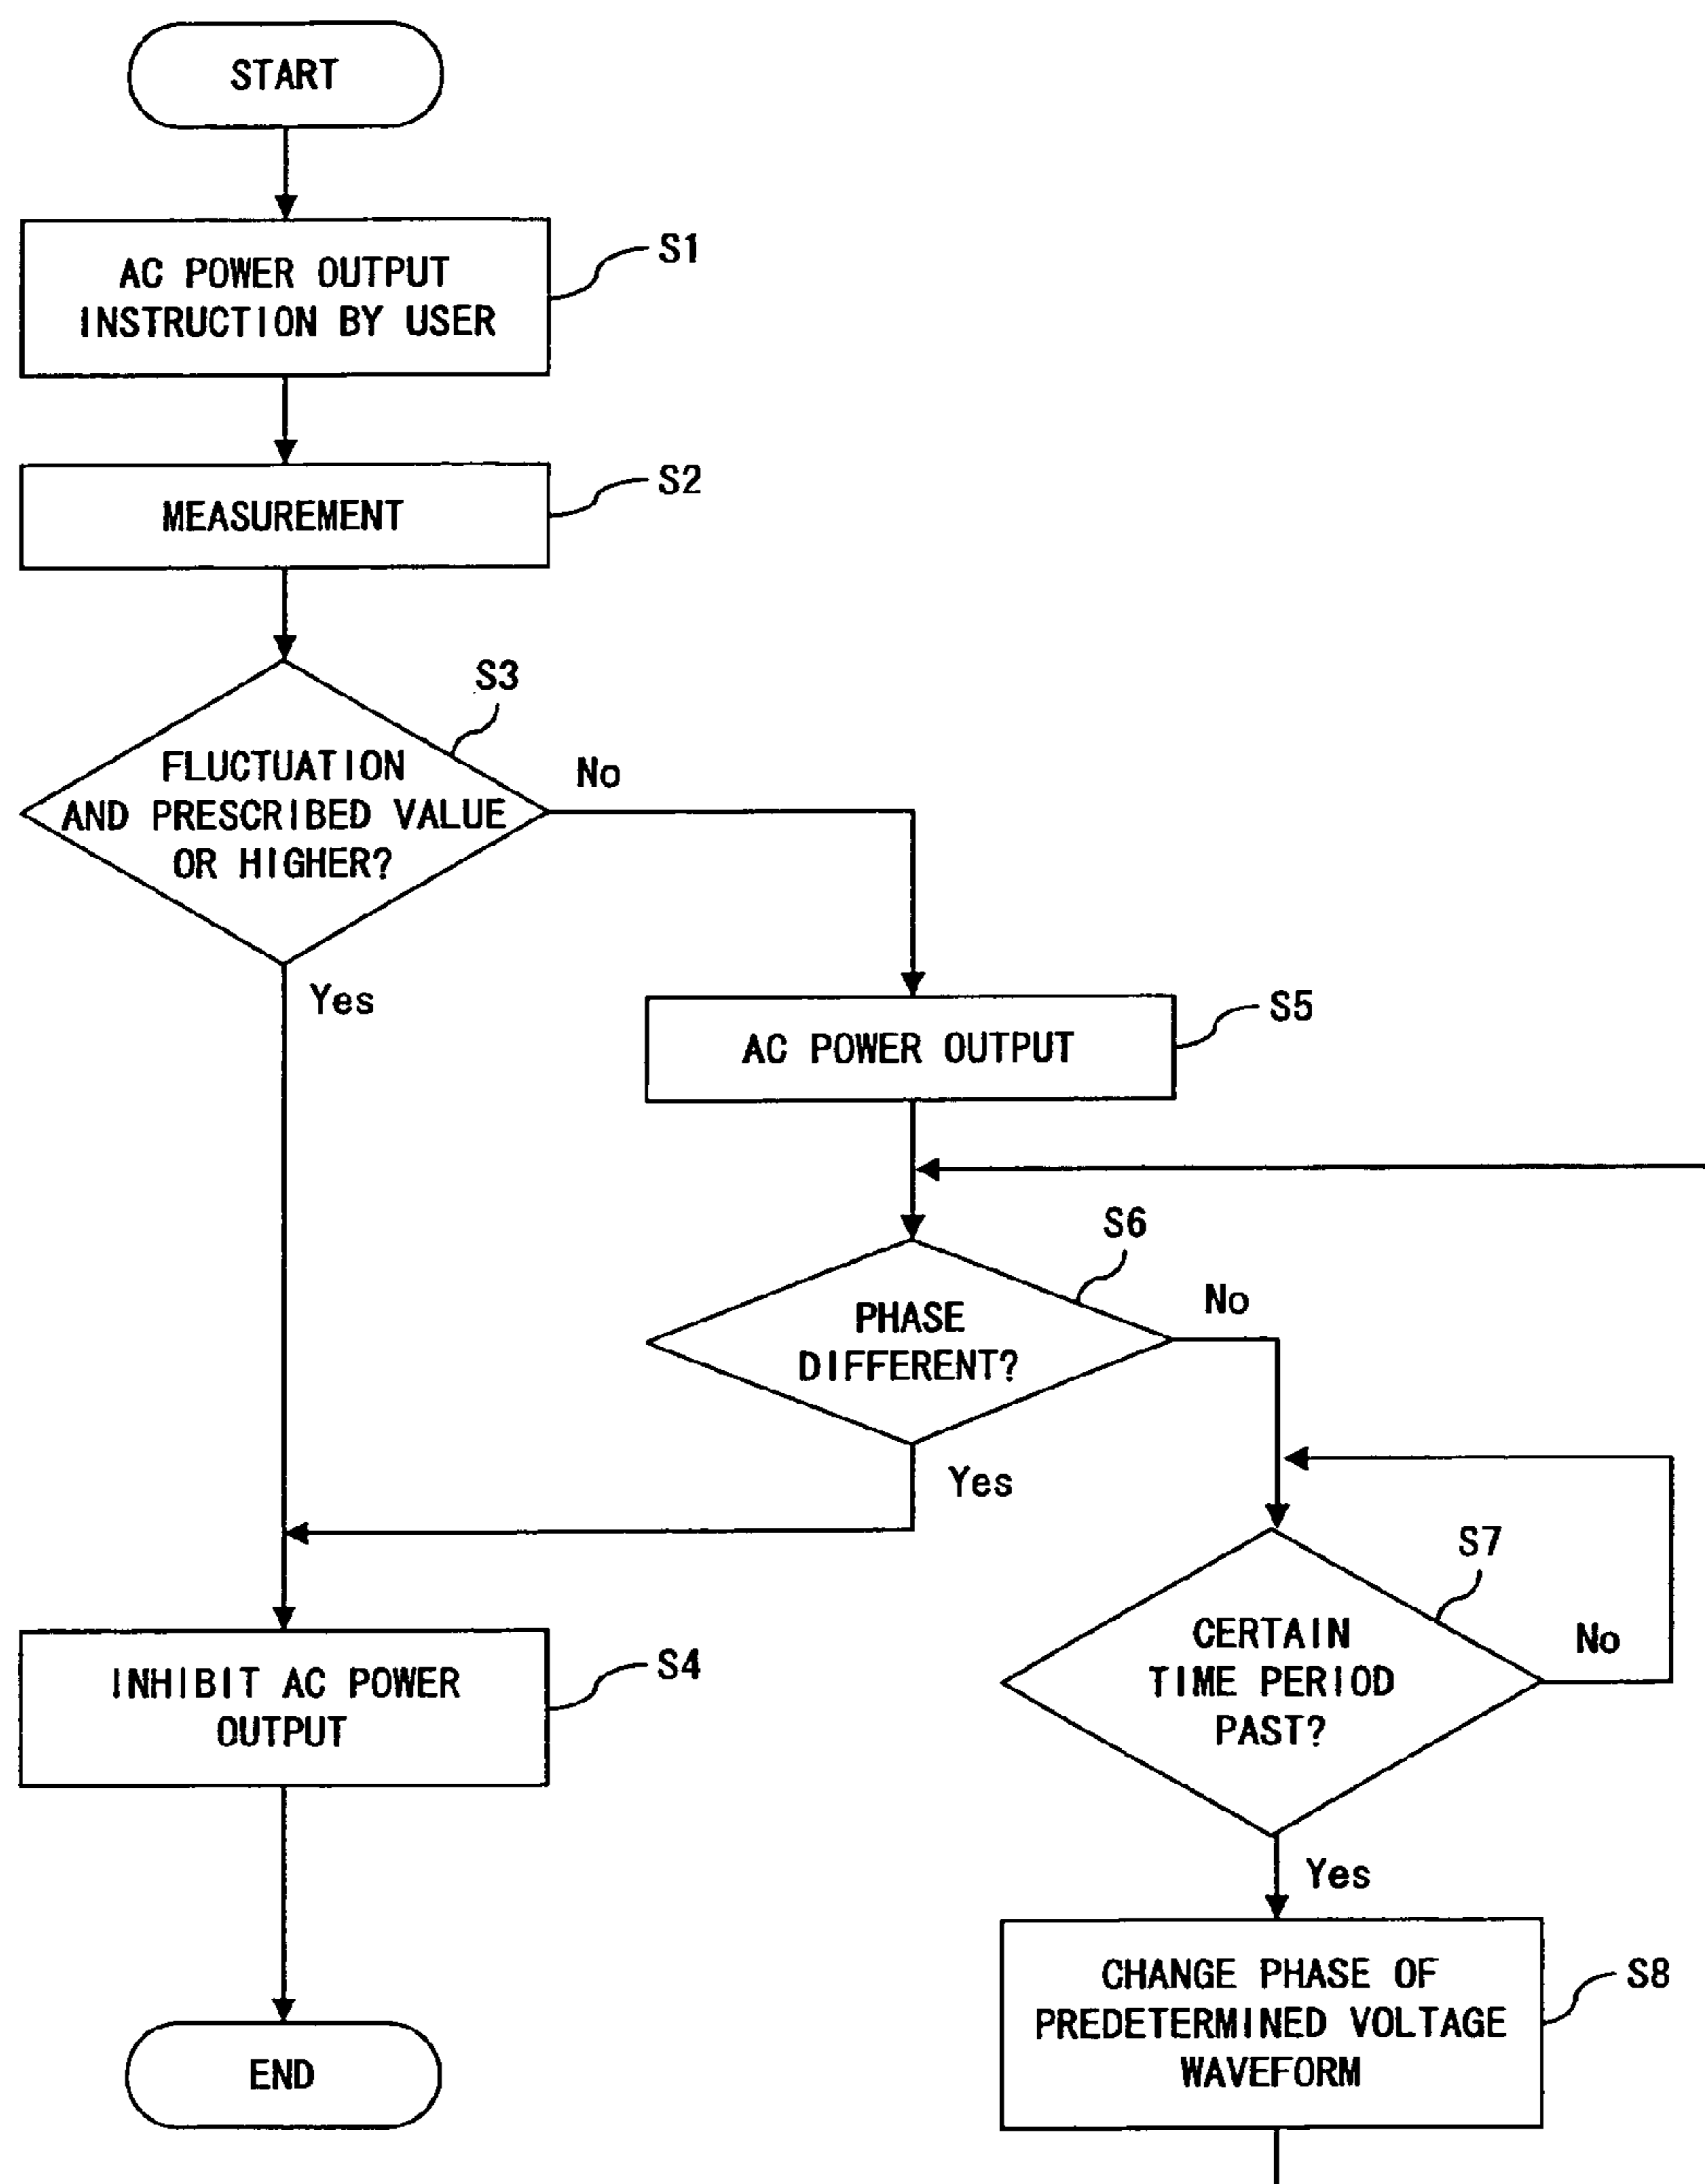 START
AC POWER OUTPUT
INSTRUCTION BY USER
S1
MEASUREMENT
S2
FLUCTUATION
AND PRESCRIBED VALUE
OR HIGHER?
S3
No
Yes
AC POWER OUTPUT
S5
PHASE
DIFFERENT?
S6
No
Yes
CERTAIN
TIME PERIOD
PAST?
S7
No
Yes
INHIBIT AC POWER
OUTPUT
S4
CHANGE PHASE OF
PREDETERMINED VOLTAGE
WAVEFORM
S8
END